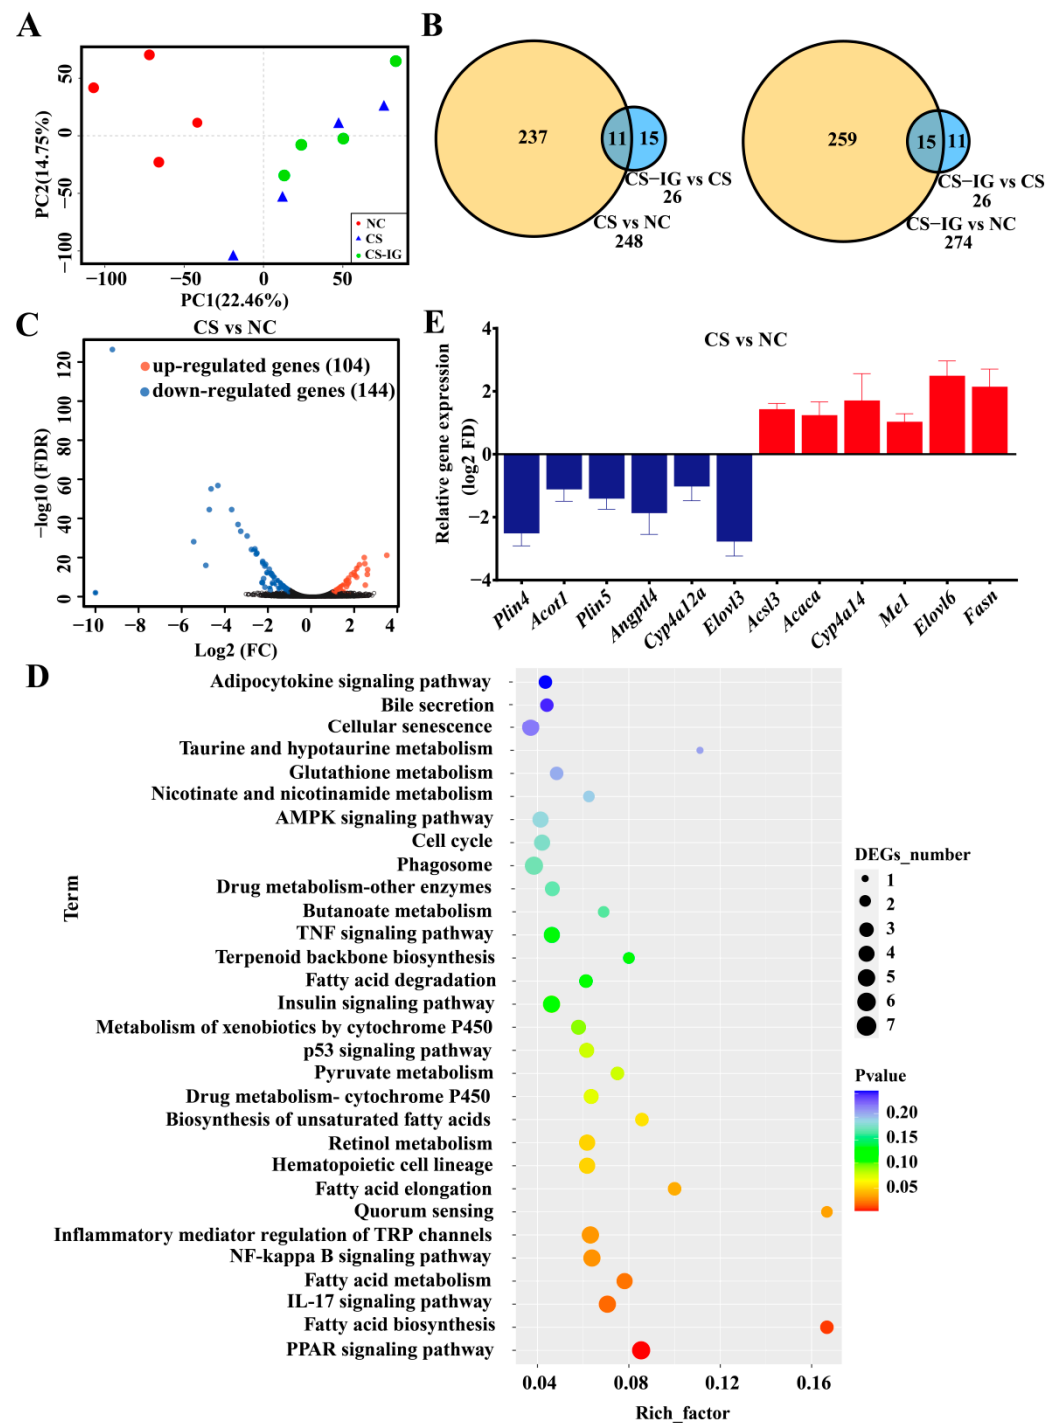 A
PC2(14.75%)
50
0
−50
−100
−100
−50
0
50
PC1(22.46%)
NC
CS
CS-IG
B
237
11
15
CS−IG vs CS
26
CS vs NC
248
259
15
11
CS−IG vs CS
26
CS−IG vs NC
274
C
CS vs NC
up-regulated genes (104)
down-regulated genes (144)
−log10 (FDR)
120
100
80
60
40
20
0
−10
−8
−6
−4
−2
0
2
4
Log2 (FC)
E
CS vs NC
Relative gene expression
(log2 FD)
4
2
0
−2
−4
Plin4
Acot1
Plin5
Angptl4
Cyp4a12a
Elovl3
Acsl3
Acaca
Cyp4a14
Me1
Elovl6
Fasn
D
Term
Adipocytokine signaling pathway
Bile secretion
Cellular senescence
Taurine and hypotaurine metabolism
Glutathione metabolism
Nicotinate and nicotinamide metabolism
AMPK signaling pathway
Cell cycle
Phagosome
Drug metabolism-other enzymes
Butanoate metabolism
TNF signaling pathway
Terpenoid backbone biosynthesis
Fatty acid degradation
Insulin signaling pathway
Metabolism of xenobiotics by cytochrome P450
p53 signaling pathway
Pyruvate metabolism
Drug metabolism- cytochrome P450
Biosynthesis of unsaturated fatty acids
Retinol metabolism
Hematopoietic cell lineage
Fatty acid elongation
Quorum sensing
Inflammatory mediator regulation of TRP channels
NF-kappa B signaling pathway
Fatty acid metabolism
IL-17 signaling pathway
Fatty acid biosynthesis
PPAR signaling pathway
0.04
0.08
0.12
0.16
Rich_factor
DEGs_number
1
2
3
4
5
6
7
Pvalue
0.20
0.15
0.10
0.05